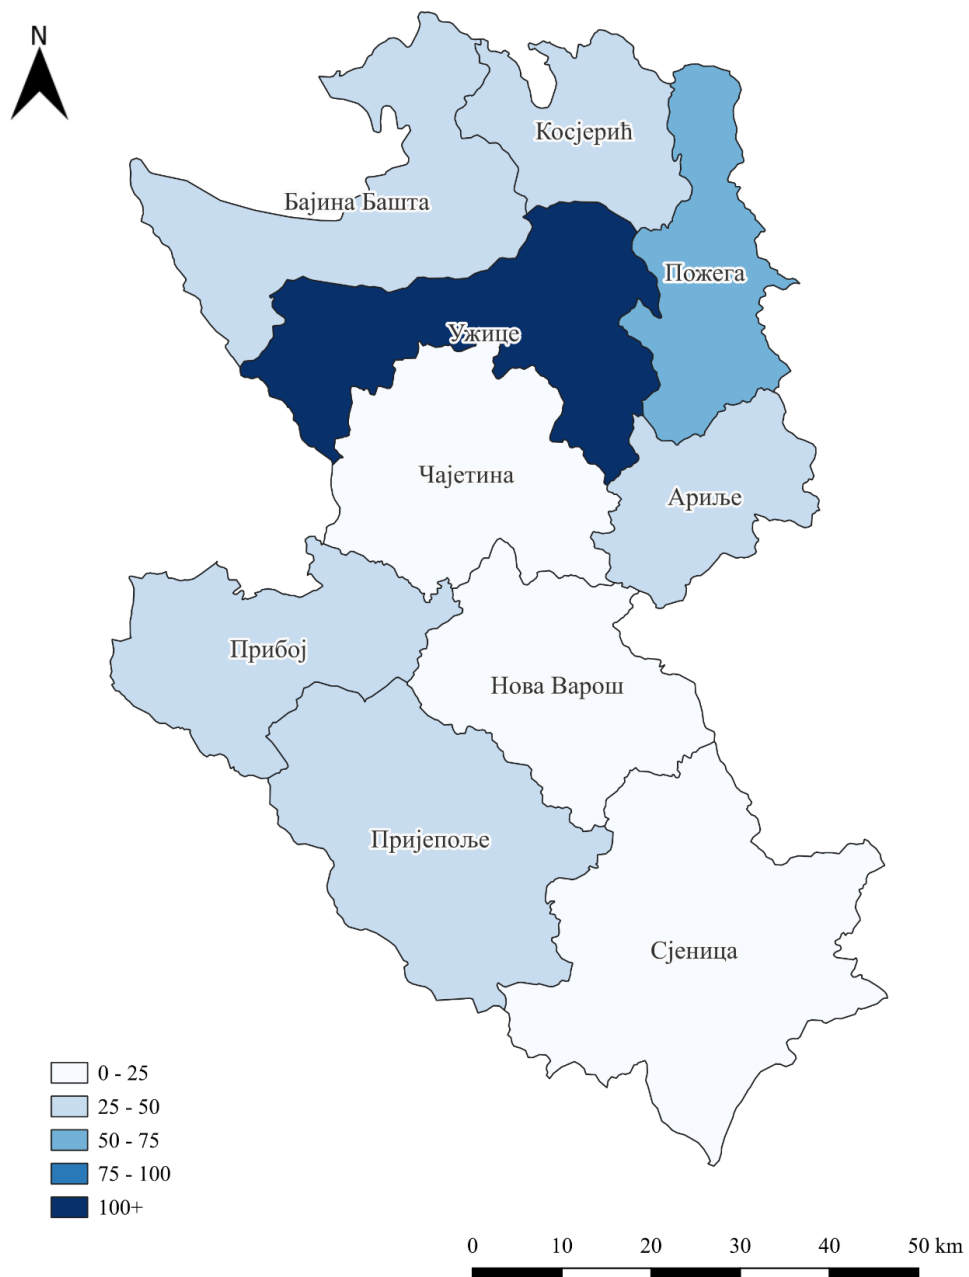 N
Косјерић
Бајина Башта
Пожега
Ужице
Чајетина
Ариље
Прибој
Нова Варош
Пријепоље
Сјеница
0 - 25
25 - 50
50 - 75
75 - 100
100+
0 10 20 30 40 50 km